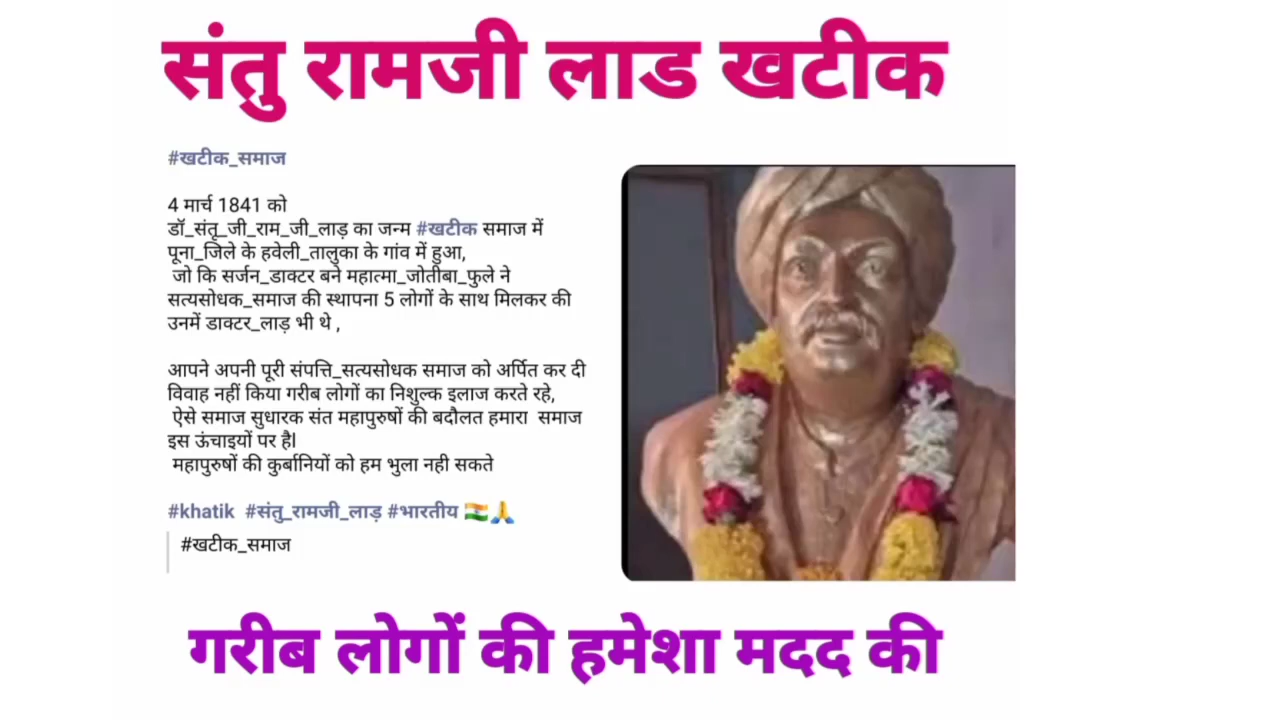 संतु रामजी लाड खटीक
#खटीक_समाज
4 मार्च 1841 को
डॉ_संतृ_जी_राम_जी_लाड़ का जन्म #खटीक समाज में
पूना_जिले के हवेली_तालुका के गांव में हुआ,
जो कि सर्जन_डाक्टर बने महात्मा_जोतीबा_फुले ने
सत्यसोधक_समाज की स्थापना 5 लोगों के साथ मिलकर की
उनमें डाक्टर_लाड़ भी थे ,
आपने अपनी पूरी संपत्ति_सत्यसोधक समाज को अर्पित कर दी
विवाह नहीं किया गरीब लोगों का निशुल्क इलाज करते रहे,
ऐसे समाज सुधारक संत महापुरुषों की बदौलत हमारा समाज
इस ऊंचाइयों पर है।
महापुरुषों की कुर्बानियों को हम भुला नही सकते
#khatik #संतु_रामजी_लाड़ #भारतीय 🇮🇳🙏
#खटीक_समाज
गरीब लोगों की हमेशा मदद की